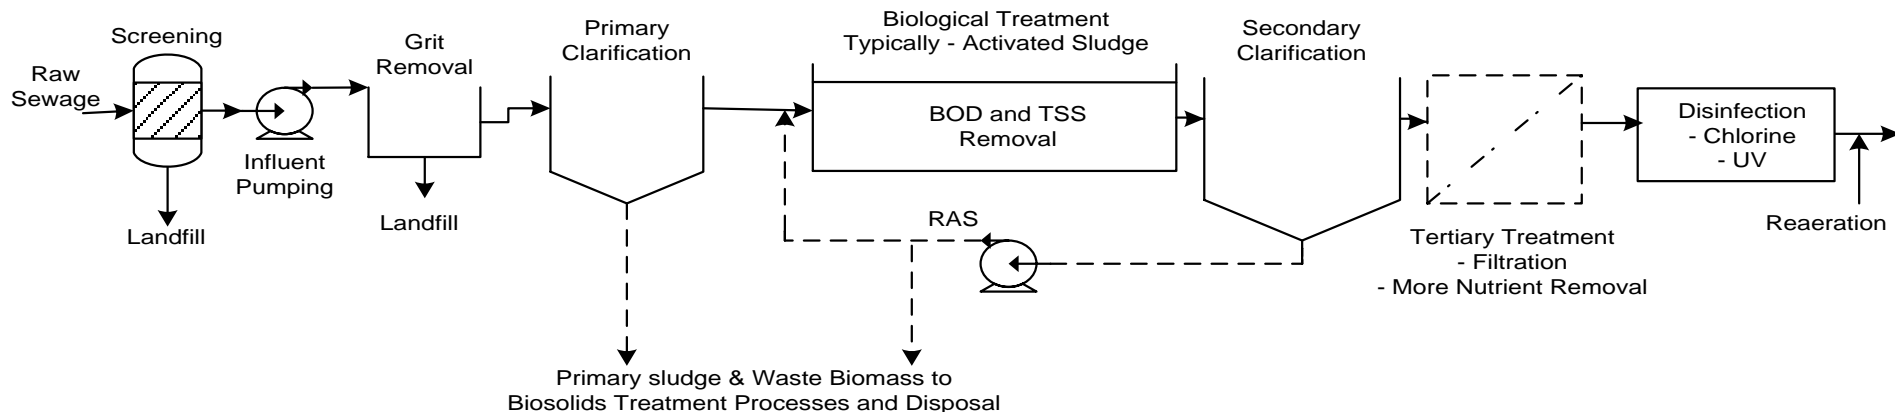 Screening
Raw
Sewage
Landfill
Influent
Pumping
Grit
Removal
Landfill
Primary
Clarification
Biological Treatment
Typically - Activated Sludge
BOD and TSS
Removal
RAS
Secondary
Clarification
Tertiary Treatment
- Filtration
- More Nutrient Removal
Disinfection
- Chlorine
- UV
Reaeration
Primary sludge & Waste Biomass to
Biosolids Treatment Processes and Disposal